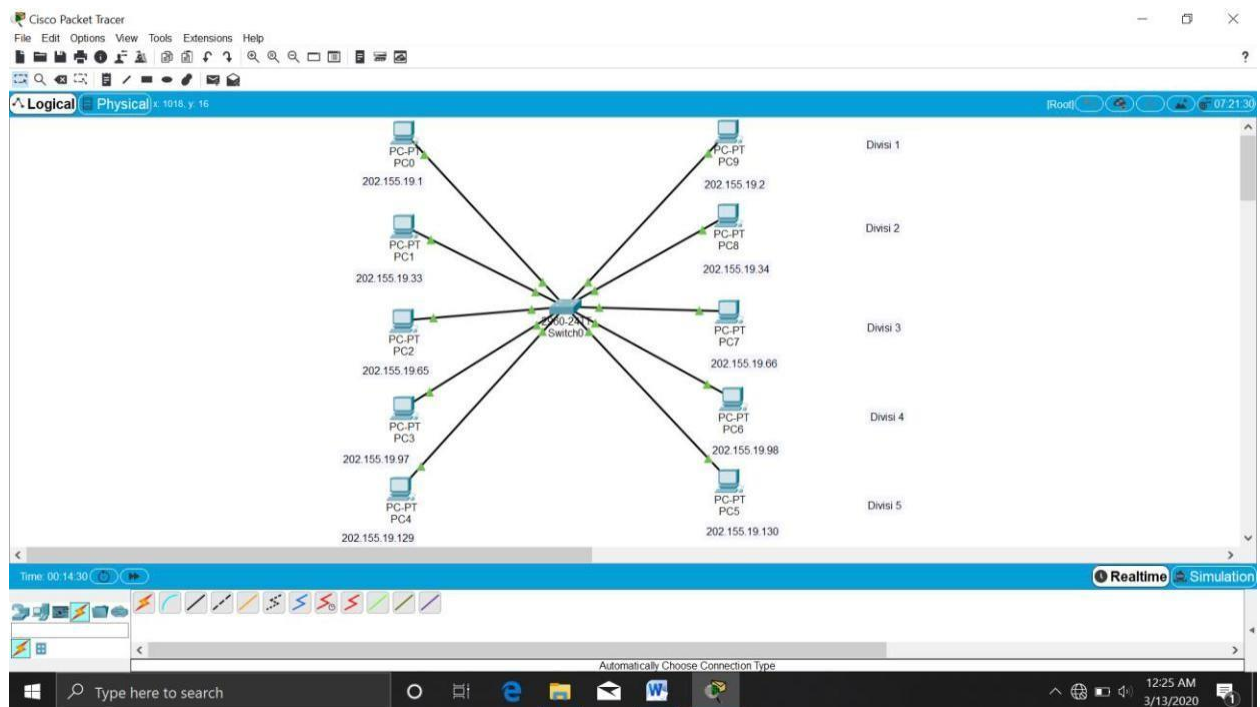 Cisco Packet Tracer
File Edit Options View Tools Extensions Help
?
Logical Physical x: 1018, y: 16 [Root] 07:21:30
PC-PT
PC0
202.155.19.1
PC-PT
PC9
202.155.19.2
Divisi 1
PC-PT
PC1
202.155.19.33
PC-PT
PC8
202.155.19.34
Divisi 2
2960-24TT
Switch0
PC-PT
PC2
202.155.19.65
PC-PT
PC7
202.155.19.66
Divisi 3
PC-PT
PC3
202.155.19.97
PC-PT
PC6
202.155.19.98
Divisi 4
PC-PT
PC4
202.155.19.129
PC-PT
PC5
202.155.19.130
Divisi 5
Time: 00:14:30 Realtime Simulation
Automatically Choose Connection Type
Type here to search
12:25 AM
3/13/2020